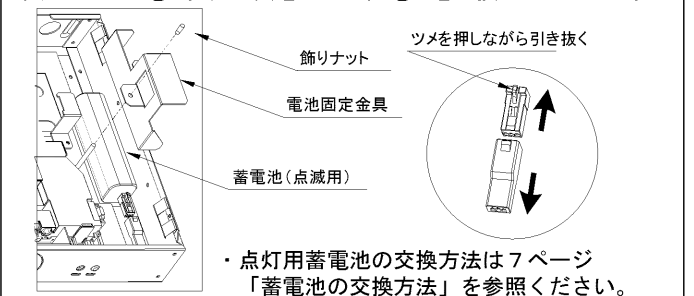 ツメを押しながら引き抜く
飾りナット
電池固定金具
蓄電池(点滅用)
・点灯用蓄電池の交換方法は7ページ
「蓄電池の交換方法」を参照ください。